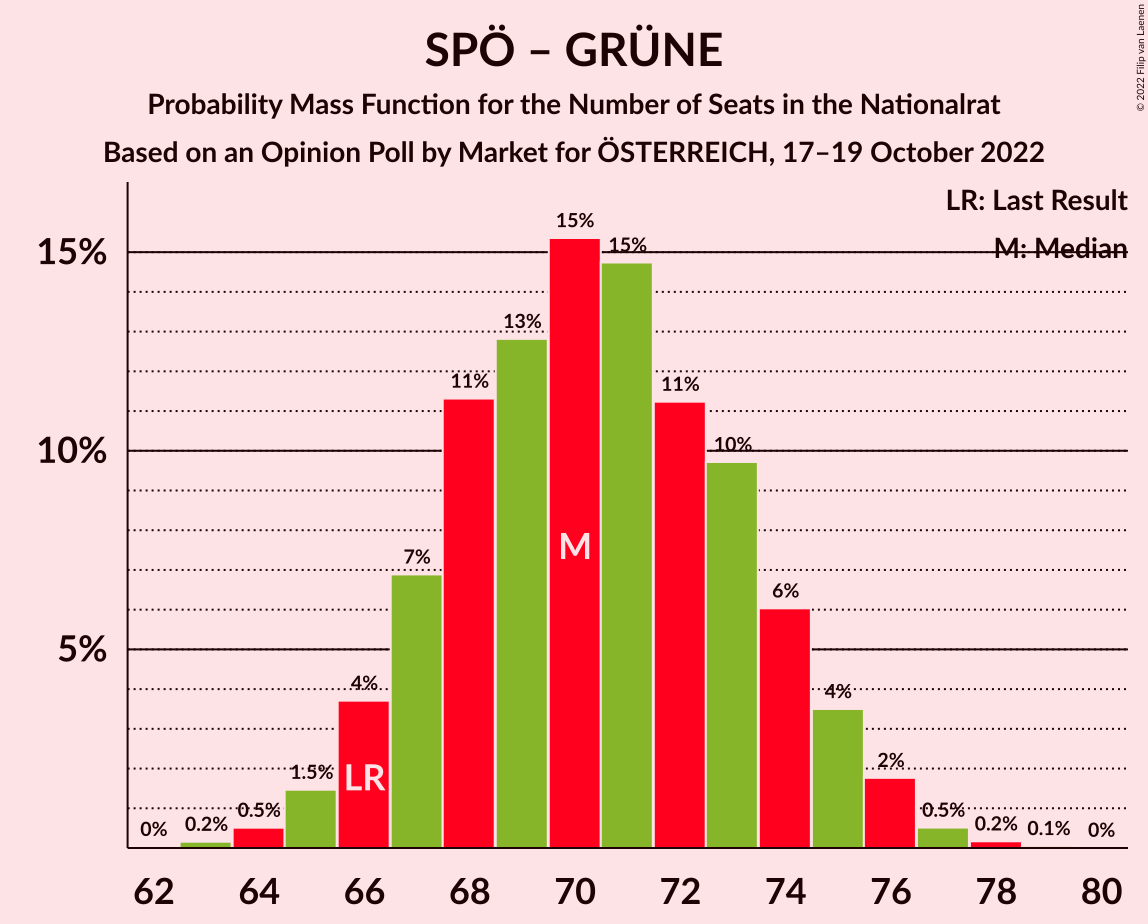 SPÖ – GRÜNE
Probability Mass Function for the Number of Seats in the Nationalrat
Based on an Opinion Poll by Market for ÖSTERREICH, 17–19 October 2022
© 2022 Filip van Laenen
LR: Last Result
M: Median
15%
10%
5%
0%
0.2%
0.5%
1.5%
4%
7%
11%
13%
15%
15%
11%
10%
6%
4%
2%
0.5%
0.2%
0.1%
0%
LR
M
62 64 66 68 70 72 74 76 78 80